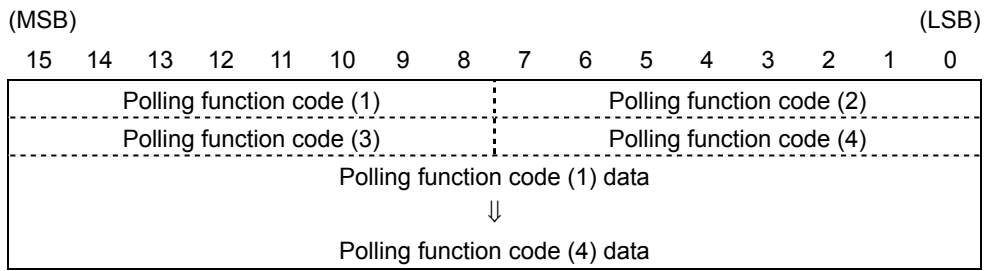 (MSB) (LSB)
15 14 13 12 11 10 9 8 7 6 5 4 3 2 1 0
Polling function code (1) Polling function code (2)
Polling function code (3) Polling function code (4)
Polling function code (1) data
⇓
Polling function code (4) data